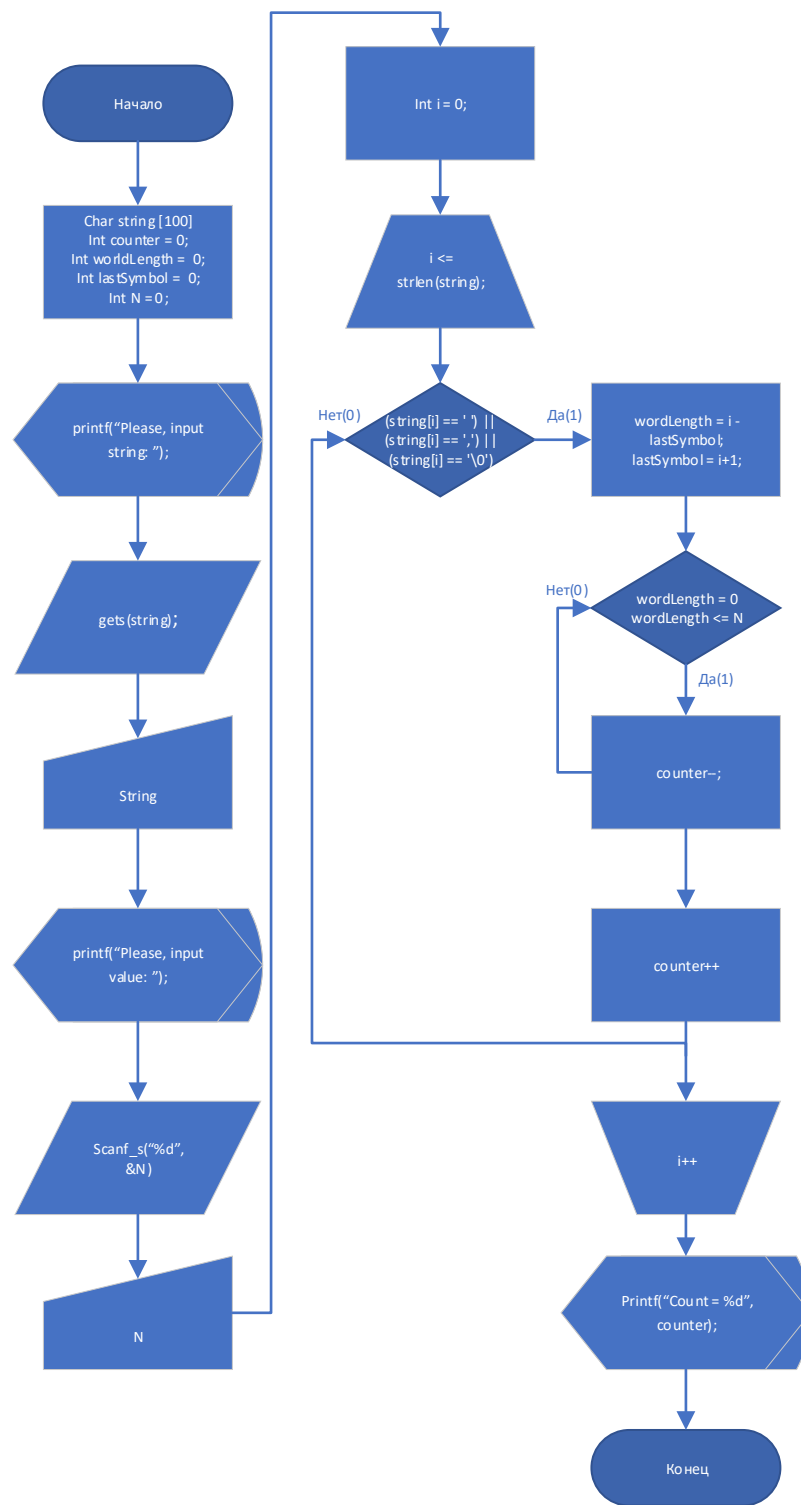 Начало
Char string [100]
Int counter = 0;
Int worldLength = 0;
Int lastSymbol = 0;
Int N = 0;
printf(“Please, input
string: ”);
gets(string);
String
printf(“Please, input
value: ”);
Scanf_s(“%d”,
&N)
N
Int i = 0;
i <=
strlen(string);
Нет(0)
(string[i] == ' ') ||
(string[i] == ',') ||
(string[i] == '\0')
Да(1)
wordLength = i -
lastSymbol;
lastSymbol = i+1;
Нет(0)
wordLength = 0
wordLength <= N
Да(1)
counter--;
counter++
i++
Printf(“Count = %d”,
counter);
Конец